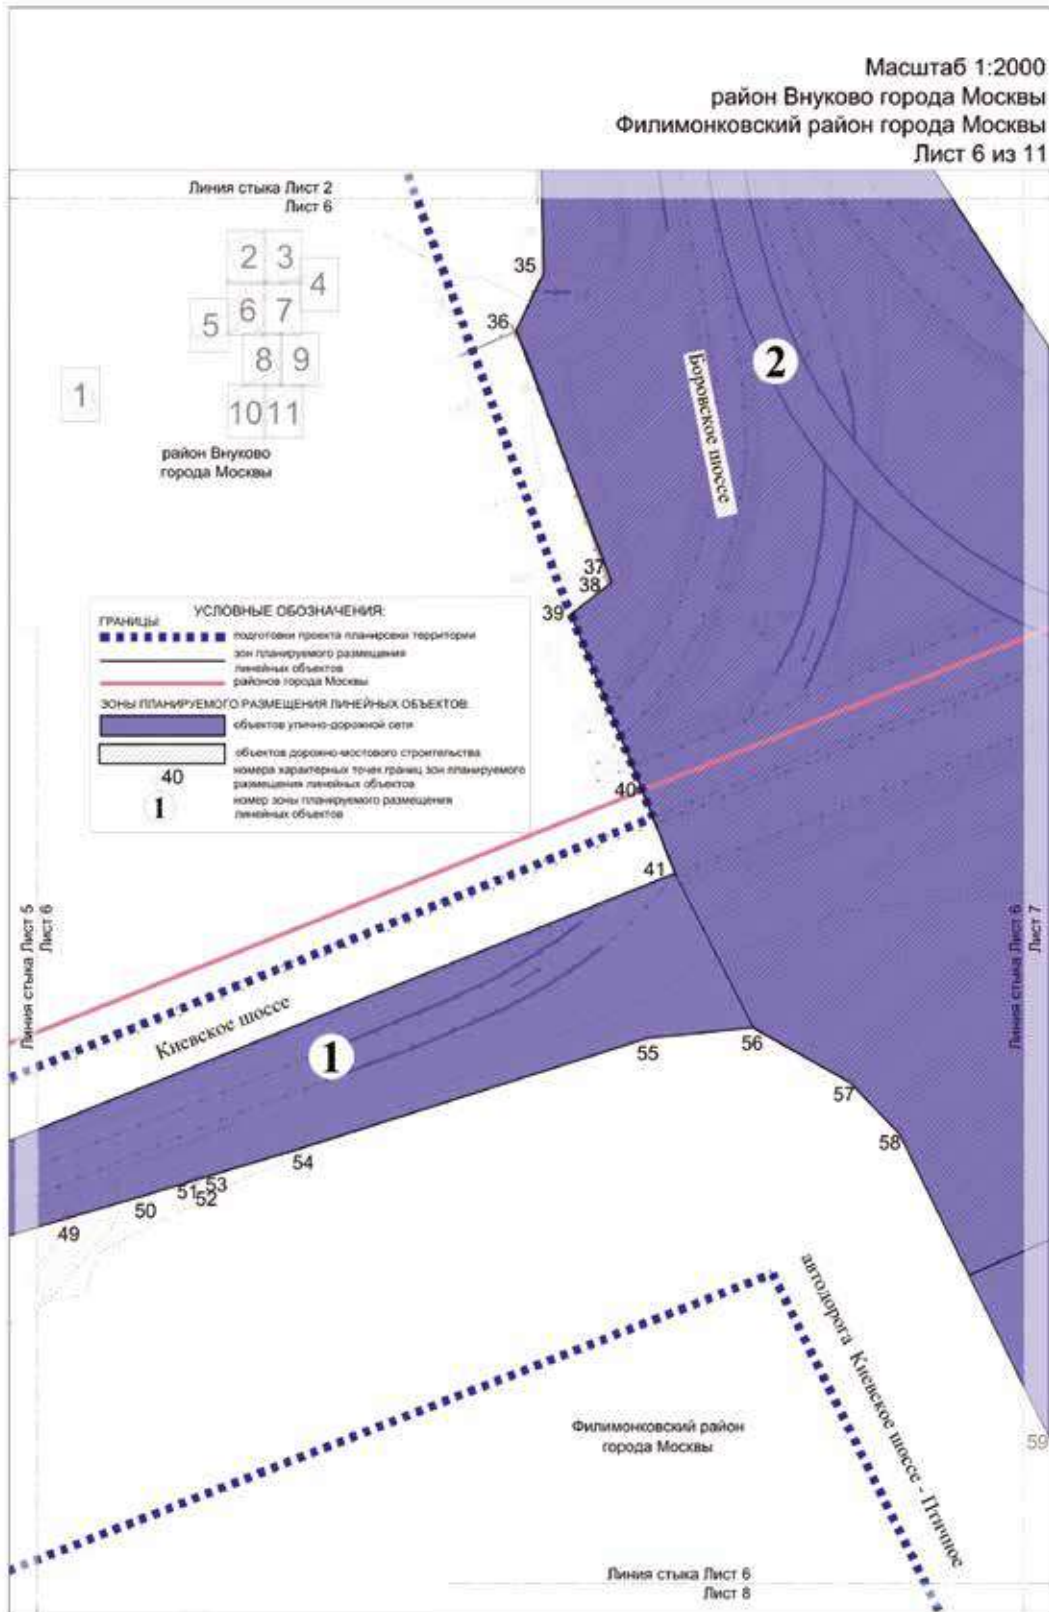 Масштаб 1:2000
район Внуково города Москвы
Филимонковский район города Москвы
Лист 6 из 11
Линия стыка Лист 2
Лист 6
2 3
4
5 6 7
8 9
1
10 11
район Внуково
города Москвы
35
36
2
Боровское шоссе
37
38
39
УСЛОВНЫЕ ОБОЗНАЧЕНИЯ:
ГРАНИЦЫ:
подготовки проекта планировки территории
зон планируемого размещения
линейных объектов
районов города Москвы
ЗОНЫ ПЛАНИРУЕМОГО РАЗМЕЩЕНИЯ ЛИНЕЙНЫХ ОБЪЕКТОВ:
объектов улично-дорожной сети
объектов дорожно-мостового строительства
40
номера характерных точек границ зон планируемого
размещения линейных объектов
1
номер зоны планируемого размещения
линейных объектов
40
41
Линия стыка Лист 5
Лист 6
Линия стыка Лист 6
Лист 7
Киевское шоссе
1
55
56
57
58
54
53
51
52
50
49
автодорога Киевское шоссе - Птичное
Филимонковский район
города Москвы
59
Линия стыка Лист 6
Лист 8